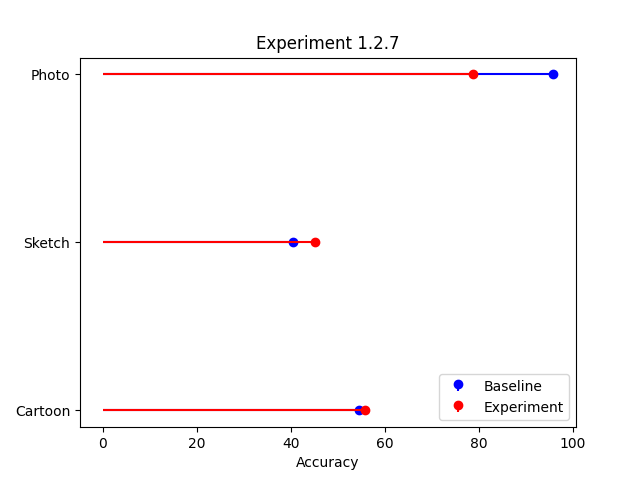 Experiment 1.2.7
Photo
Sketch
Cartoon
Baseline
Experiment
0 20 40 60 80 100
Accuracy